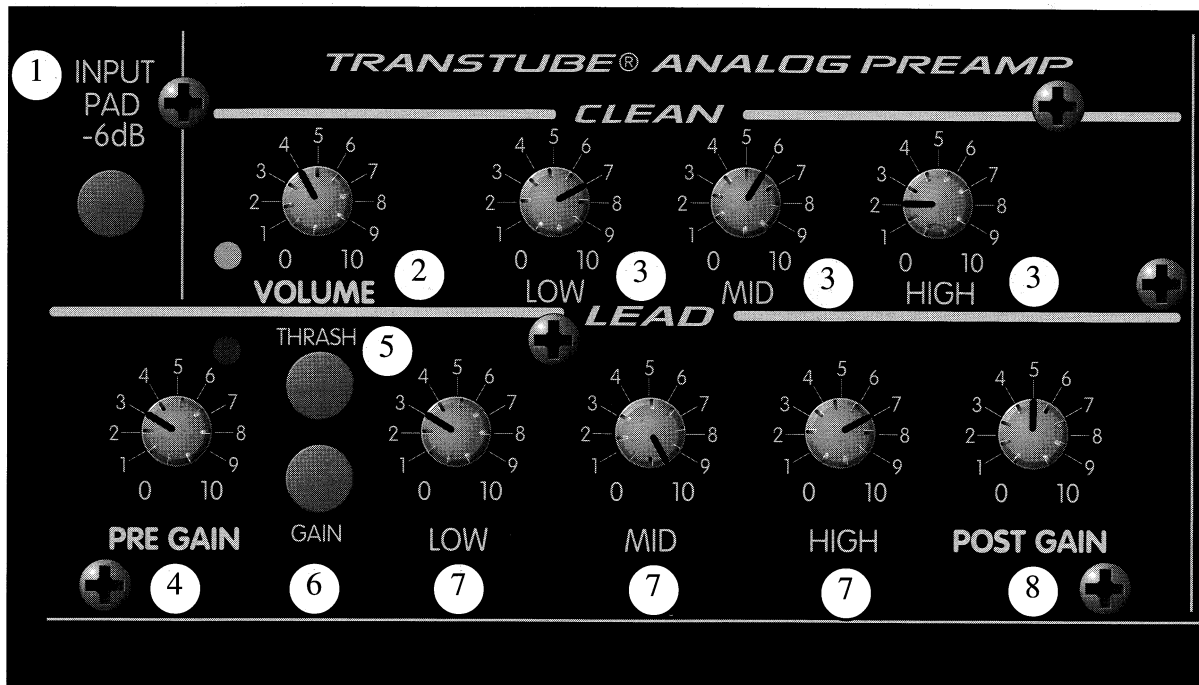 1
INPUT
PAD
-6dB
TRANSTUBE® ANALOG PREAMP
CLEAN
0 1 2 3 4 5 6 7 8 9 10
VOLUME
2
0 1 2 3 4 5 6 7 8 9 10
LOW
3
0 1 2 3 4 5 6 7 8 9 10
MID
3
0 1 2 3 4 5 6 7 8 9 10
HIGH
3
LEAD
0 1 2 3 4 5 6 7 8 9 10
PRE GAIN
4
THRASH
5
GAIN
6
0 1 2 3 4 5 6 7 8 9 10
LOW
7
0 1 2 3 4 5 6 7 8 9 10
MID
7
0 1 2 3 4 5 6 7 8 9 10
HIGH
7
0 1 2 3 4 5 6 7 8 9 10
POST GAIN
8